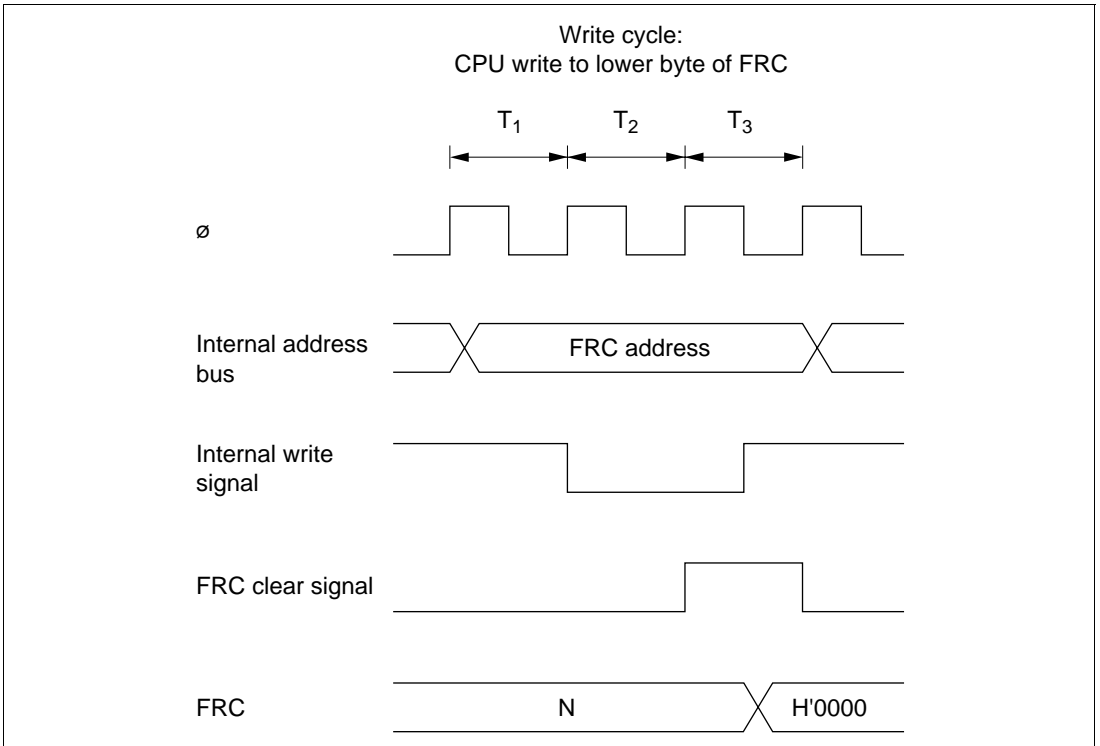 Write cycle:
CPU write to lower byte of FRC
T₁ T₂ T₃
ø
Internal address
bus
FRC address
Internal write
signal
FRC clear signal
FRC N H'0000